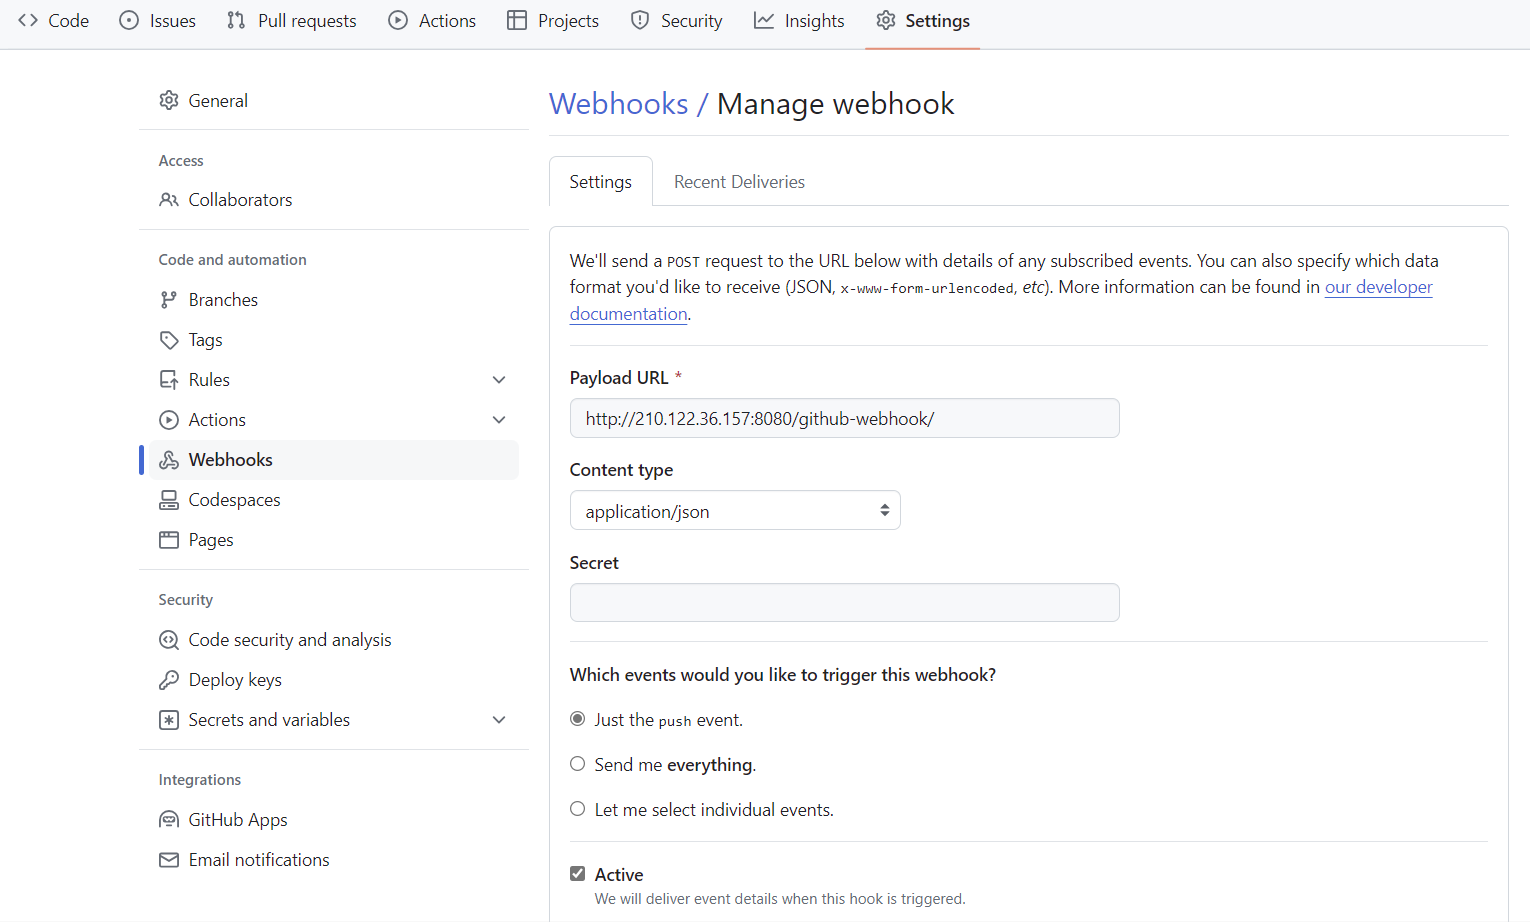 Code Issues Pull requests Actions Projects Security Insights Settings
General
Access
Collaborators
Code and automation
Branches
Tags
Rules
Actions
Webhooks
Codespaces
Pages
Security
Code security and analysis
Deploy keys
Secrets and variables
Integrations
GitHub Apps
Email notifications
Webhooks / Manage webhook
Settings Recent Deliveries
We'll send a POST request to the URL below with details of any subscribed events. You can also specify which data
format you'd like to receive (JSON, x-www-form-urlencoded, etc). More information can be found in our developer
documentation.
Payload URL *
http://210.122.36.157:8080/github-webhook/
Content type
application/json
Secret
Which events would you like to trigger this webhook?
Just the push event.
Send me everything.
Let me select individual events.
Active
We will deliver event details when this hook is triggered.